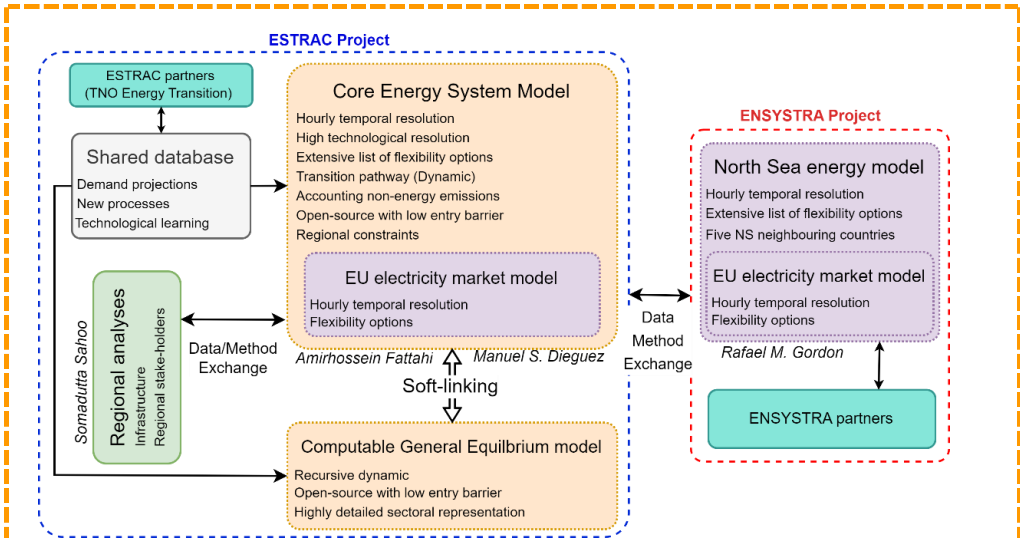 ESTRAC Project
ESTRAC partners
(TNO Energy Transition)
Shared database
Demand projections
New processes
Technological learning
Core Energy System Model
Hourly temporal resolution
High technological resolution
Extensive list of flexibility options
Transition pathway (Dynamic)
Accounting non-energy emissions
Open-source with low entry barrier
Regional constraints
EU electricity market model
Hourly temporal resolution
Flexibility options
Amirhossein Fattahi
Manuel S. Dieguez
Somadutta Sahoo
Regional analyses
Infrastructure
Regional stake-holders
Data/Method
Exchange
Soft-linking
Computable General Equilbrium model
Recursive dynamic
Open-source with low entry barrier
Highly detailed sectoral representation
Data
Method
Exchange
ENSYSTRA Project
North Sea energy model
Hourly temporal resolution
Extensive list of flexibility options
Five NS neighbouring countries
EU electricity market model
Hourly temporal resolution
Flexibility options
Rafael M. Gordon
ENSYSTRA partners